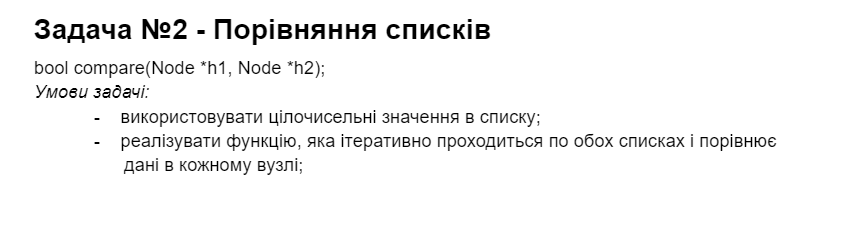 Задача №2 - Порівняння списків
bool compare(Node *h1, Node *h2);
Умови задачі:
- використовувати цілочисельні значення в списку;
- реалізувати функцію, яка ітеративно проходиться по обох списках і порівнює
дані в кожному вузлі;